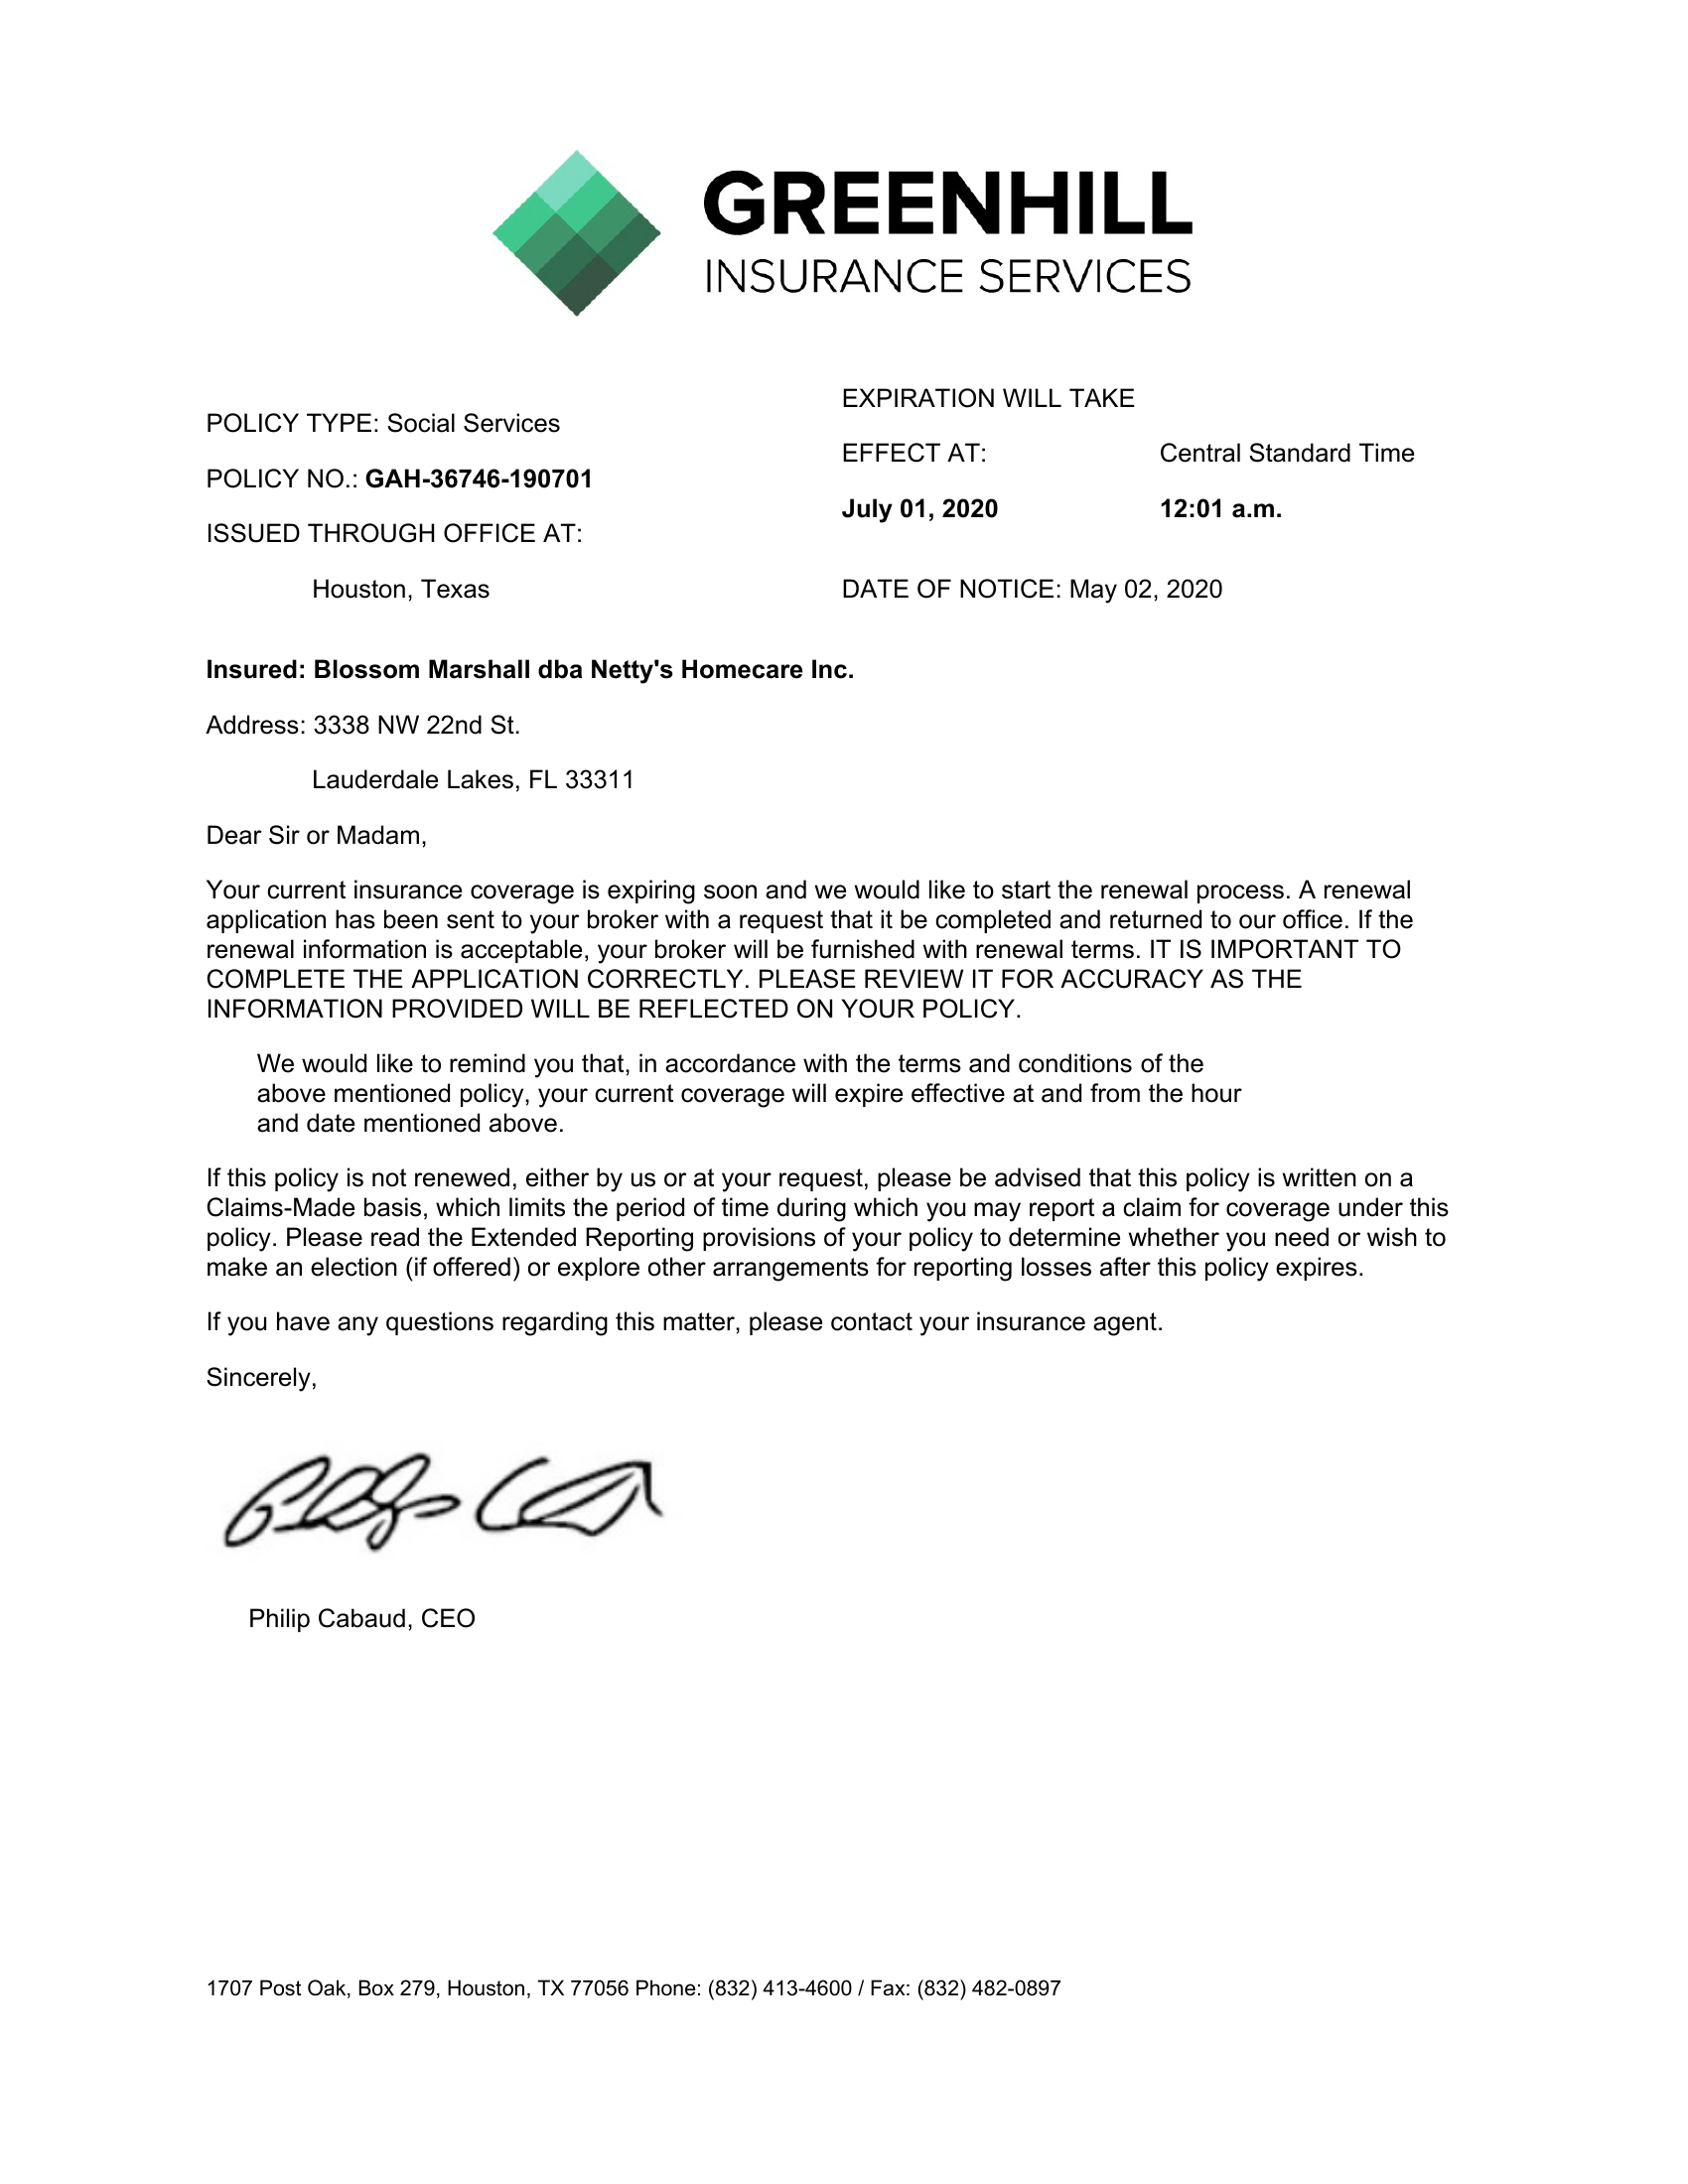 GREENHILL
INSURANCE SERVICES
POLICY TYPE: Social Services
POLICY NO.: GAH-36746-190701
ISSUED THROUGH OFFICE AT:
Houston, Texas
EXPIRATION WILL TAKE
EFFECT AT: Central Standard Time
July 01, 2020 12:01 a.m.
DATE OF NOTICE: May 02, 2020
Insured: Blossom Marshall dba Netty's Homecare Inc.
Address: 3338 NW 22nd St.
Lauderdale Lakes, FL 33311
Dear Sir or Madam,
Your current insurance coverage is expiring soon and we would like to start the renewal process. A renewal
application has been sent to your broker with a request that it be completed and returned to our office. If the
renewal information is acceptable, your broker will be furnished with renewal terms. IT IS IMPORTANT TO
COMPLETE THE APPLICATION CORRECTLY. PLEASE REVIEW IT FOR ACCURACY AS THE
INFORMATION PROVIDED WILL BE REFLECTED ON YOUR POLICY.
We would like to remind you that, in accordance with the terms and conditions of the
above mentioned policy, your current coverage will expire effective at and from the hour
and date mentioned above.
If this policy is not renewed, either by us or at your request, please be advised that this policy is written on a
Claims-Made basis, which limits the period of time during which you may report a claim for coverage under this
policy. Please read the Extended Reporting provisions of your policy to determine whether you need or wish to
make an election (if offered) or explore other arrangements for reporting losses after this policy expires.
If you have any questions regarding this matter, please contact your insurance agent.
Sincerely,
Philip Cabaud, CEO
1707 Post Oak, Box 279, Houston, TX 77056 Phone: (832) 413-4600 / Fax: (832) 482-0897